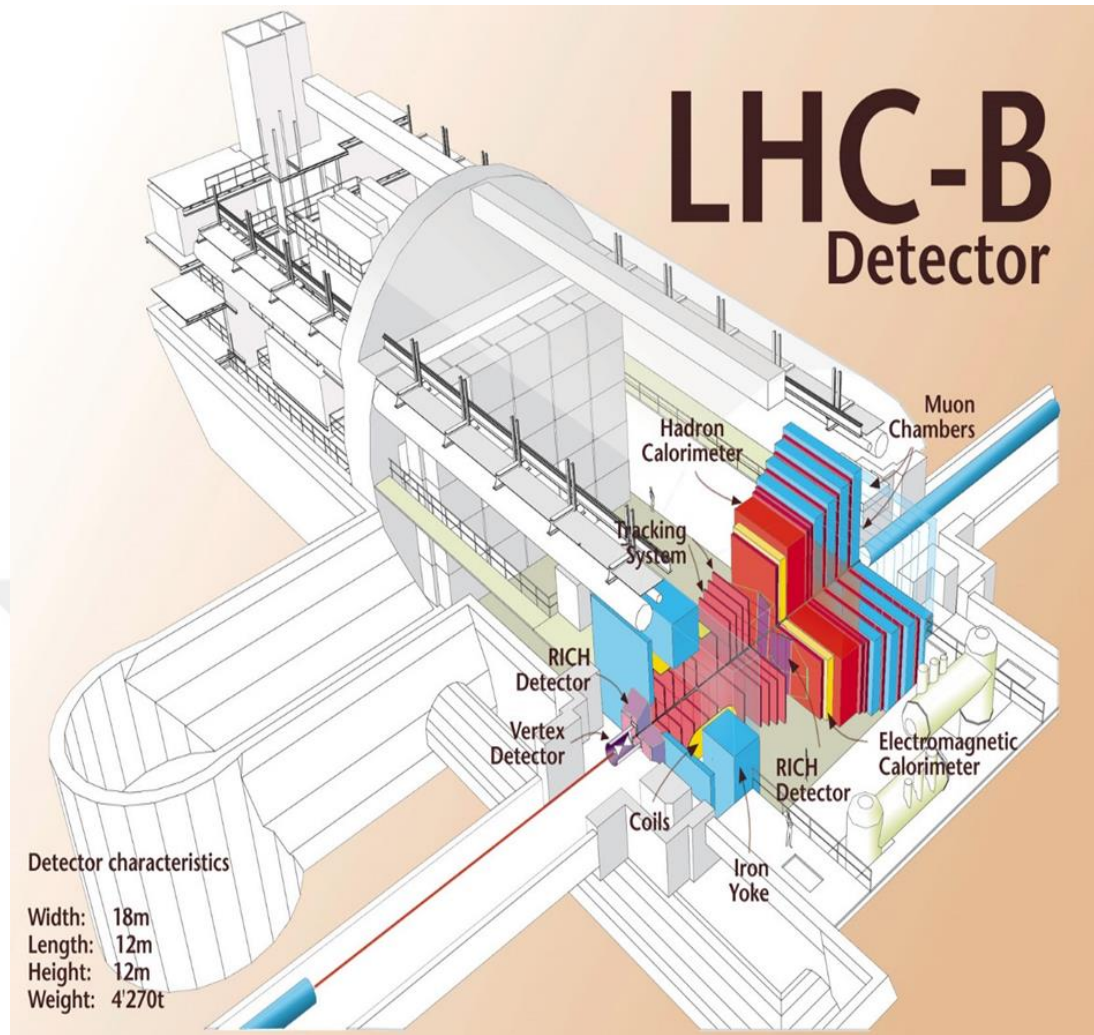 LHC-B
Detector
Muon
Chambers
Hadron
Calorimeter
Tracking
System
RICH
Detector
Vertex
Detector
Electromagnetic
Calorimeter
RICH
Detector
Coils
Iron
Yoke
Detector characteristics
Width: 18m
Length: 12m
Height: 12m
Weight: 4'270t